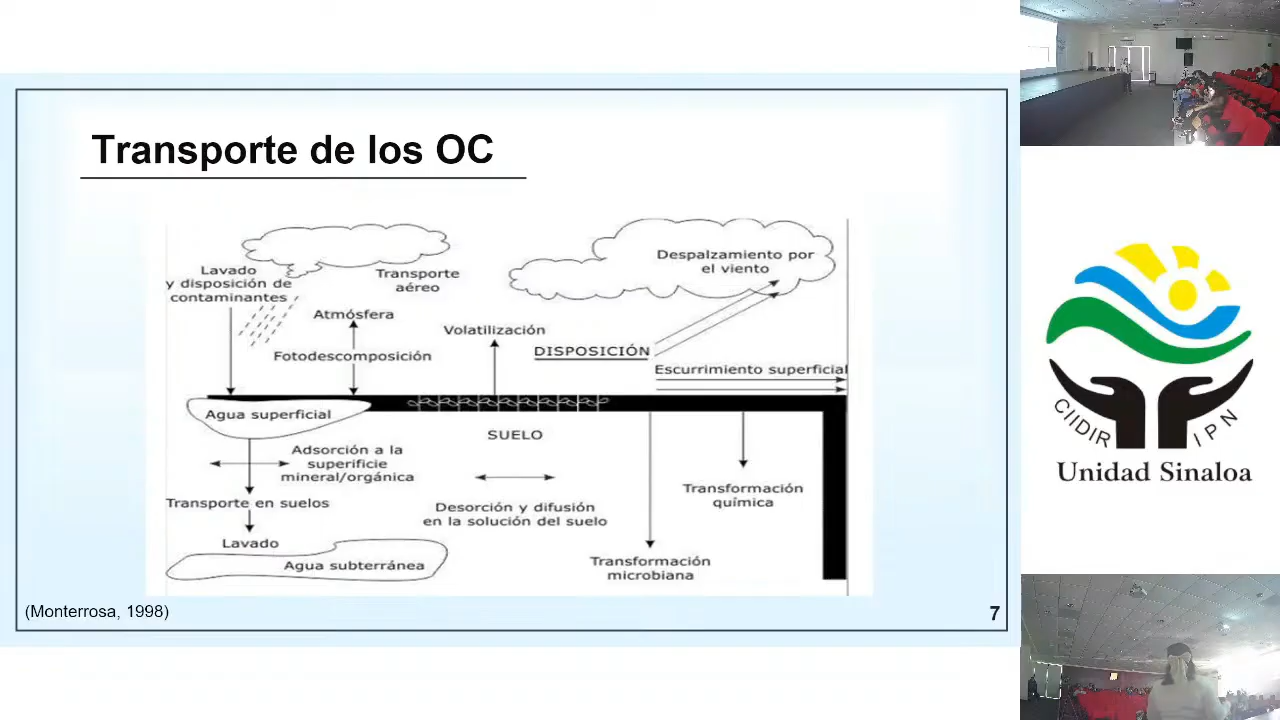 Transporte de los OC
Despalzamiento por
el viento
Lavado
y disposición de
contaminantes
Transporte
aéreo
Atmósfera
Volatilización
Fotodescomposición
DISPOSICIÓN
Escurrimiento superficial
Agua superficial
SUELO
Adsorción a la
superificie
mineral/orgánica
Transporte en suelos
Desorción y difusión
en la solución del suelo
Transformación
química
Lavado
Agua subterránea
Transformación
microbiana
(Monterrosa, 1998)
7
CIIDIR IPN
Unidad Sinaloa